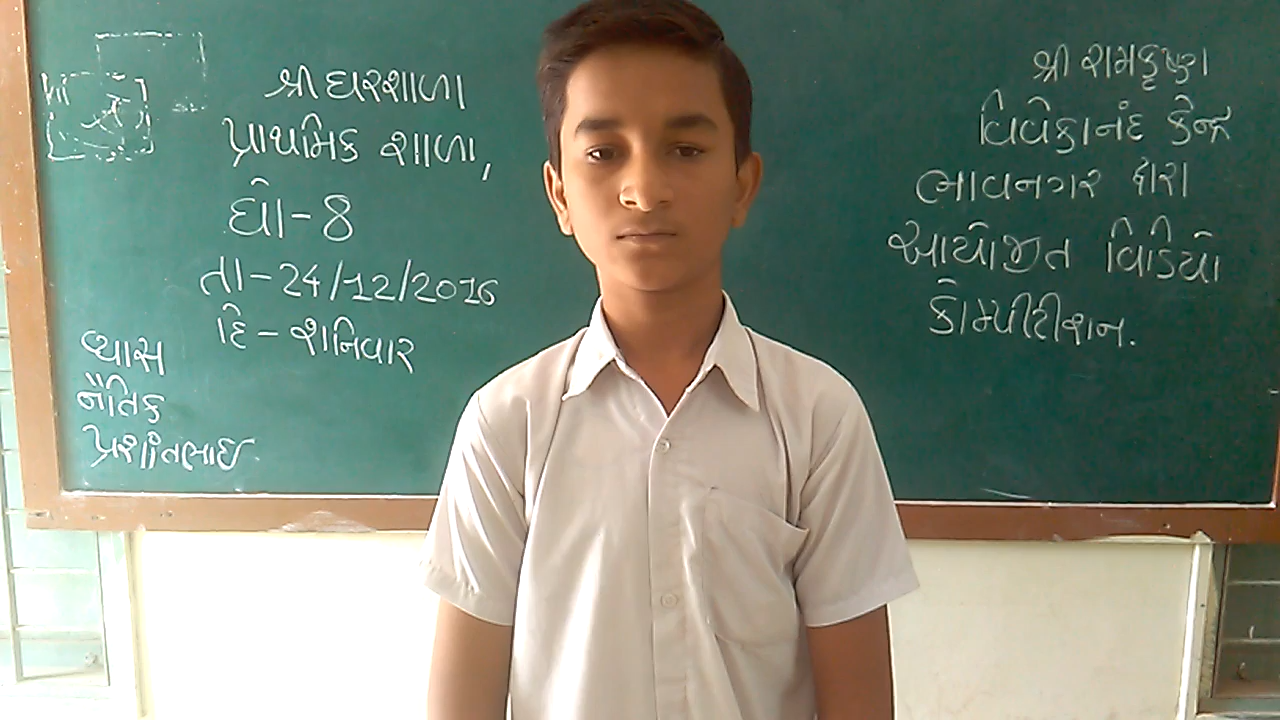 શ્રી ધારશાળા
પ્રાથમિક શાળા,
ધો-8
તા-24/12/2016
દિ-શનિવાર
વ્યાસ
નૈતિક
પ્રશાંતભાઈ
શ્રી રામકૃષ્ણ
વિવેકાનંદ કેન્દ્ર
ભાવનગર દ્વારા
આયોજીત વિડિયો
કોમ્પીટીશન.